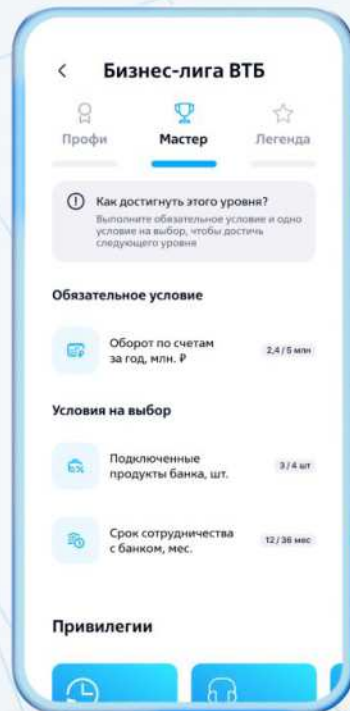 Бизнес-лига ВТБ
Профи
Мастер
Легенда
Как достигнуть этого уровня?
Выполните обязательное условие и одно
условие на выбор, чтобы достичь
следующего уровня
Обязательное условие
Оборот по счетам
за год, млн. ₽
2,4 / 5 млн
Условия на выбор
Подключенные
продукты банка, шт.
3 / 4 шт
Срок сотрудничества
с банком, мес.
12 / 36 мес
Привилегии